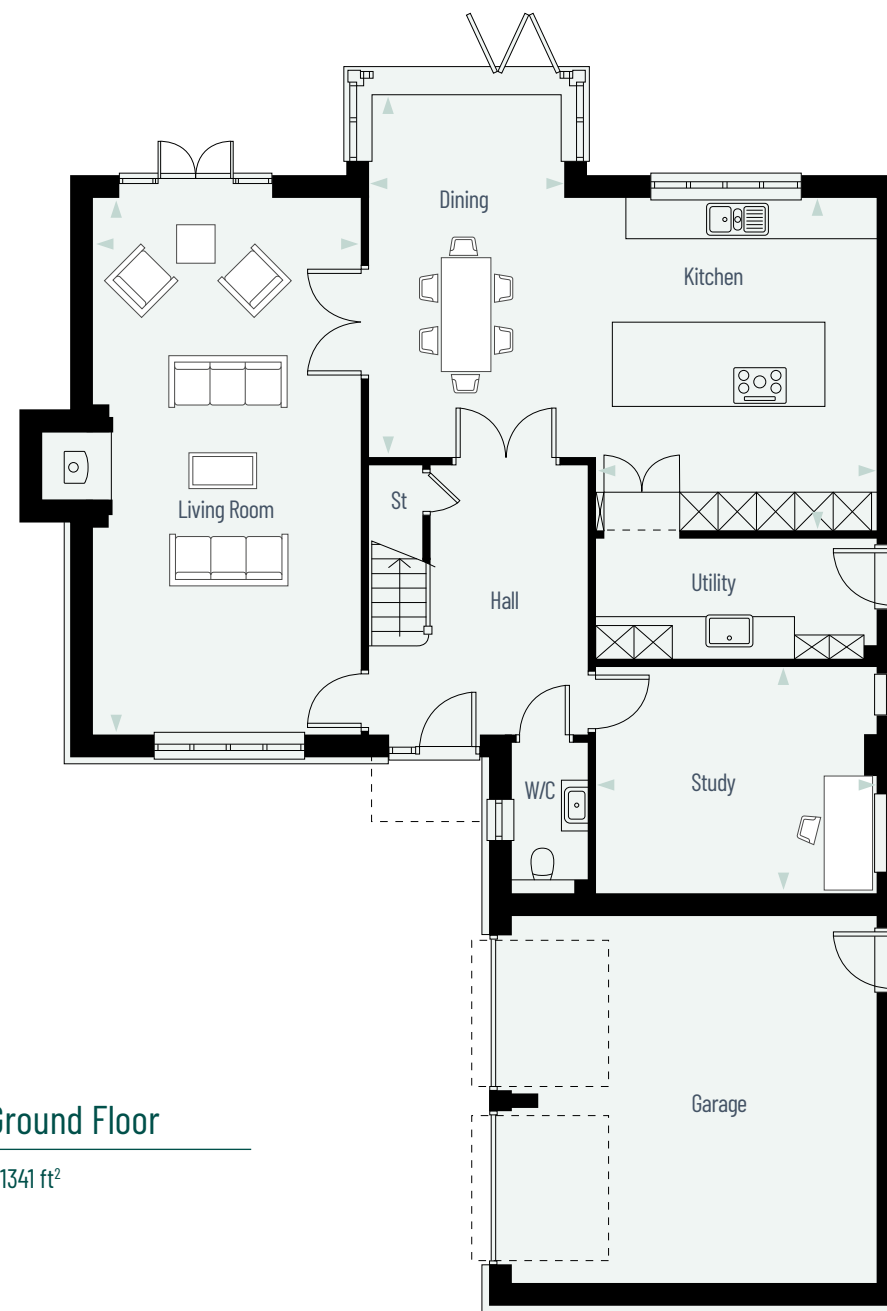 Dining
Kitchen
St
Living Room
Utility
Hall
W/C
Study
Garage
Ground Floor
1341 ft²